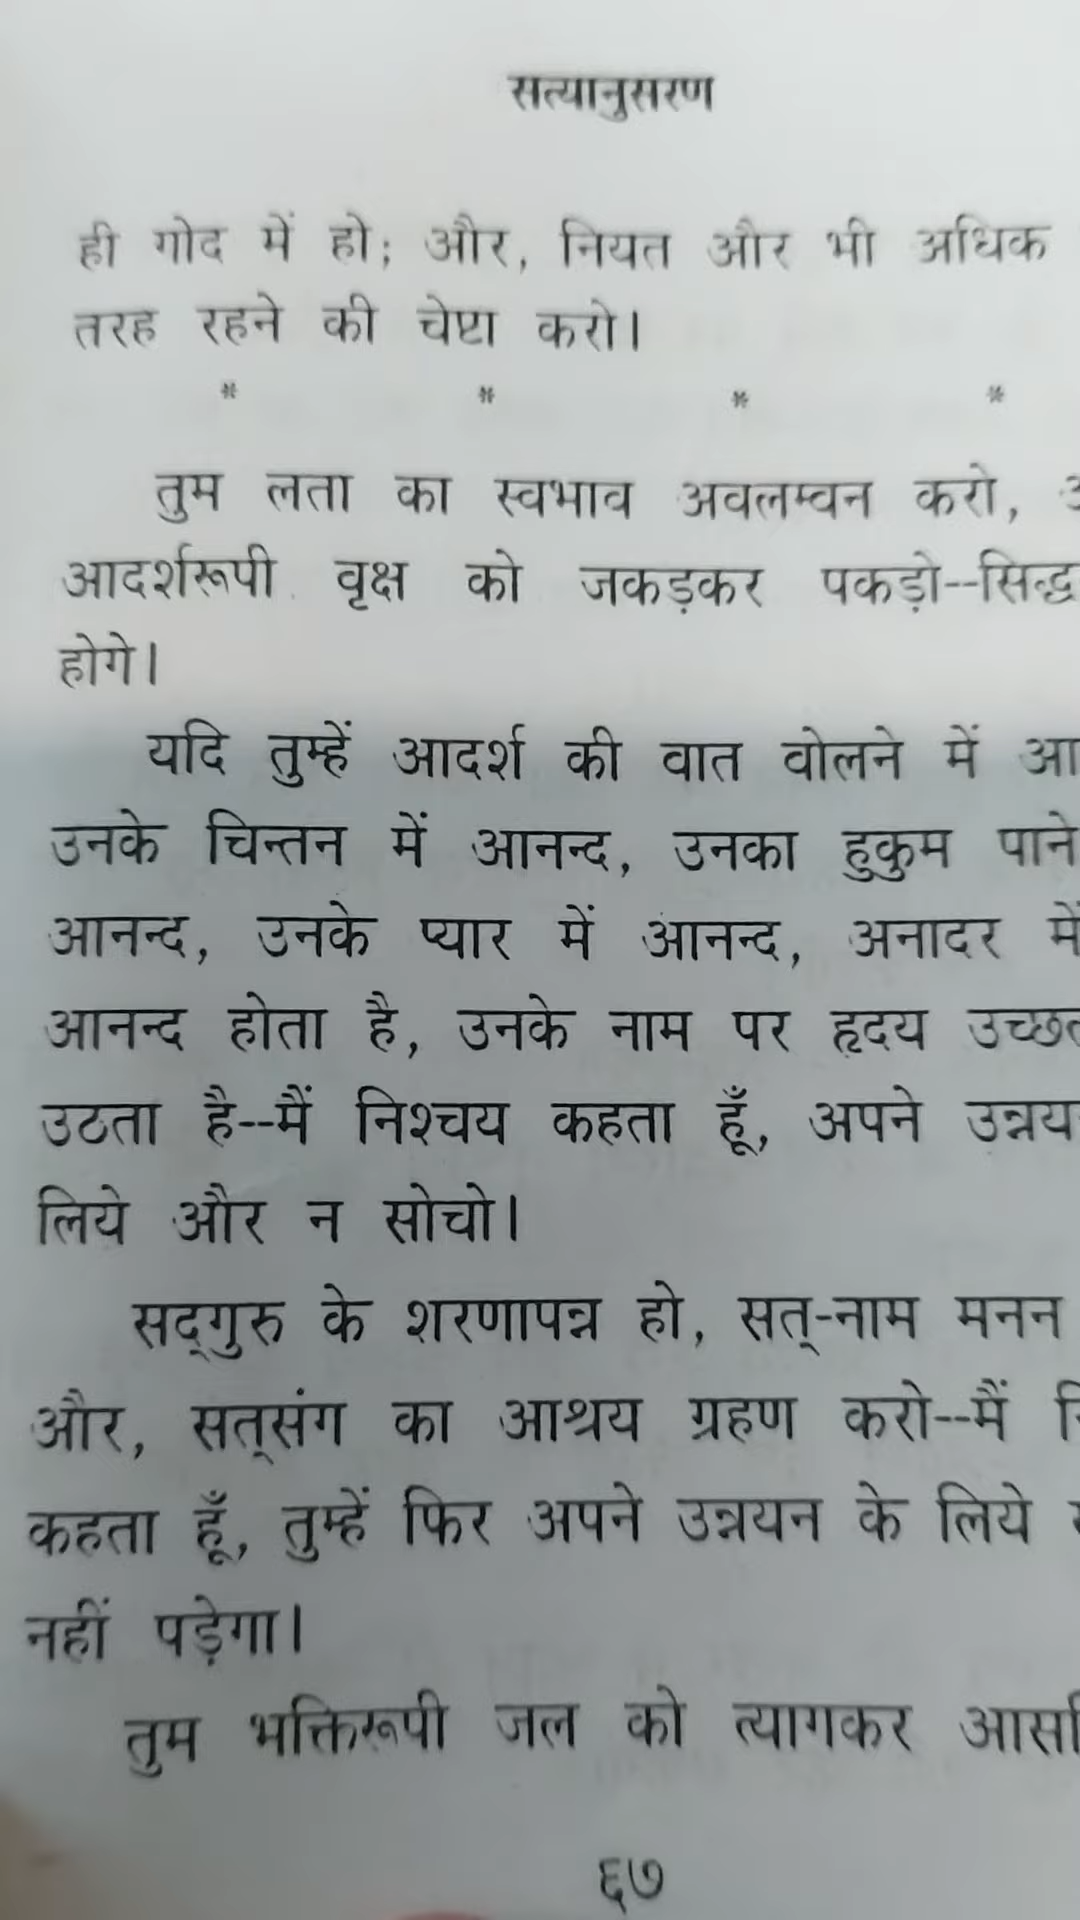 सत्यानुसरण
ही गोद में हो; और, नियत और भी अधिक
तरह रहने की चेष्टा करो।
* * * *
तुम लता का स्वभाव अवलम्वन करो,
आदर्शरूपी वृक्ष को जकड़कर पकड़ो--सिद्ध
होगे।
यदि तुम्हें आदर्श की वात वोलने में
उनके चिन्तन में आनन्द, उनका हुकुम पाने
आनन्द, उनके प्यार में आनन्द, अनादर में
आनन्द होता है, उनके नाम पर हृदय
उठता है--मैं निश्चय कहता हूँ, अपने
लिये और न सोचो।
सद्‌गुरु के शरणापन्न हो, सत्-नाम मनन
और, सत्‌संग का आश्रय ग्रहण करो--मैं
कहता हूँ, तुम्हें फिर अपने उन्नयन के लिये
नहीं पड़ेगा।
तुम भक्तिरूपी जल को त्यागकर
६७